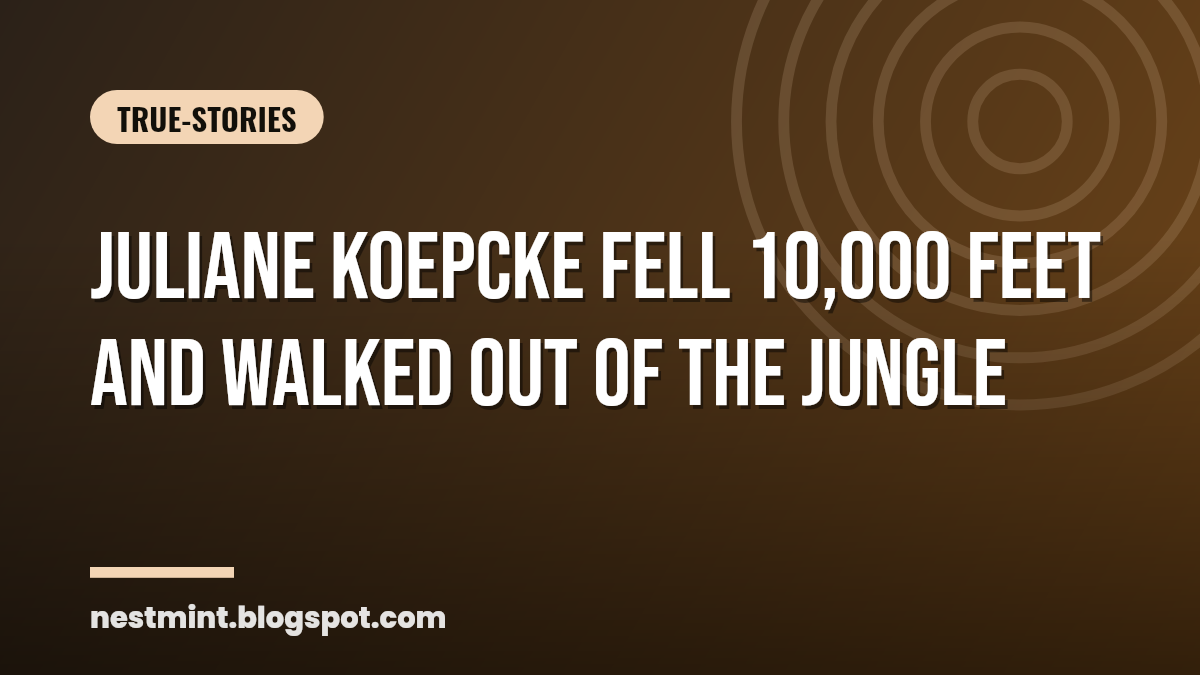 TRUE-STORIES
JULIANE KOEPCKE FELL 10,000 FEET
AND WALKED OUT OF THE JUNGLE
nestmint.blogspot.com